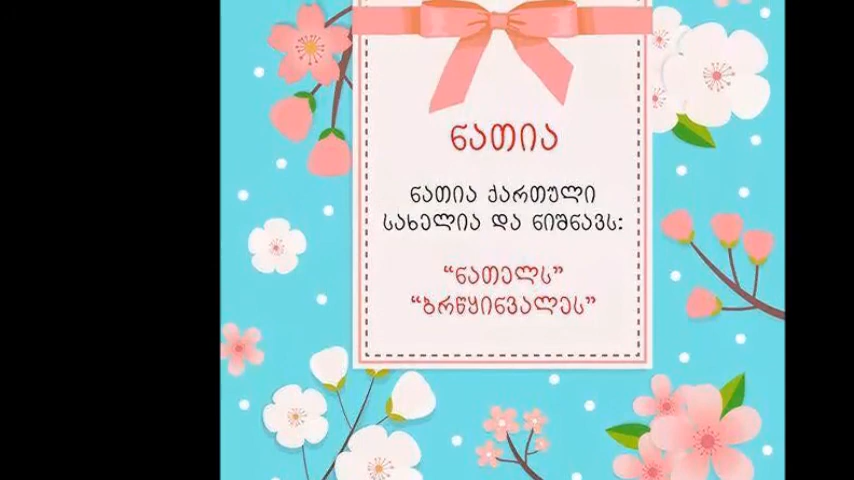 ნათია
ნათია ქართული
სახელია და ნიშნავს:
“ნათელს”
“ბრწყინვალეს”